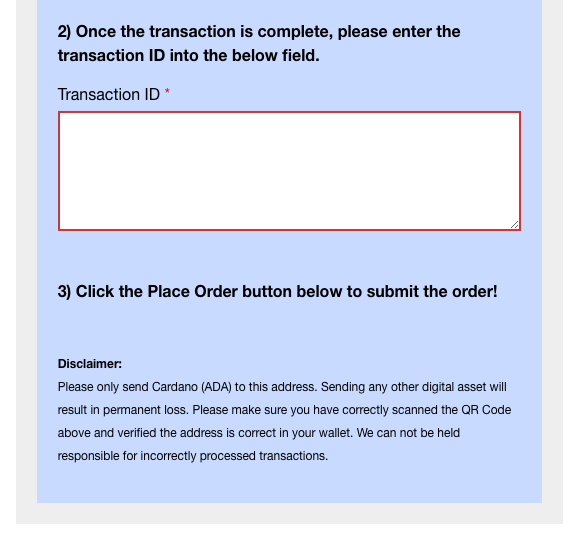 2) Once the transaction is complete, please enter the
transaction ID into the below field.
Transaction ID *
3) Click the Place Order button below to submit the order!
Disclaimer:
Please only send Cardano (ADA) to this address. Sending any other digital asset will
result in permanent loss. Please make sure you have correctly scanned the QR Code
above and verified the address is correct in your wallet. We can not be held
responsible for incorrectly processed transactions.